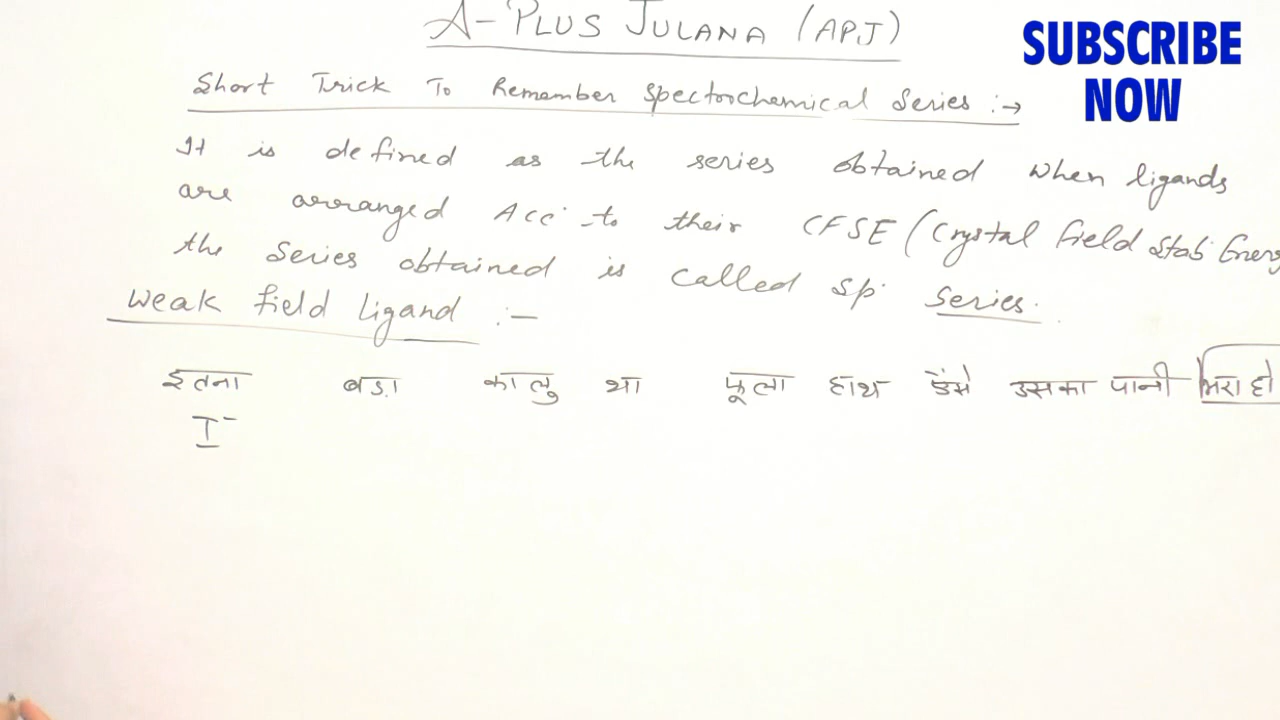 A-PLUS JULANA (APJ)
SUBSCRIBE
NOW
Short Trick To Remember Spectrochemical Series :→
It is defined as the series obtained when ligands
are arranged Acc. to their CFSE (Crystal field Stab. Energ
the Series obtained is called Sp. Series.
Weak field Ligand :-
इतना बड़ा कालु था फूला हाथ उसका पानी भरा हो
I⁻